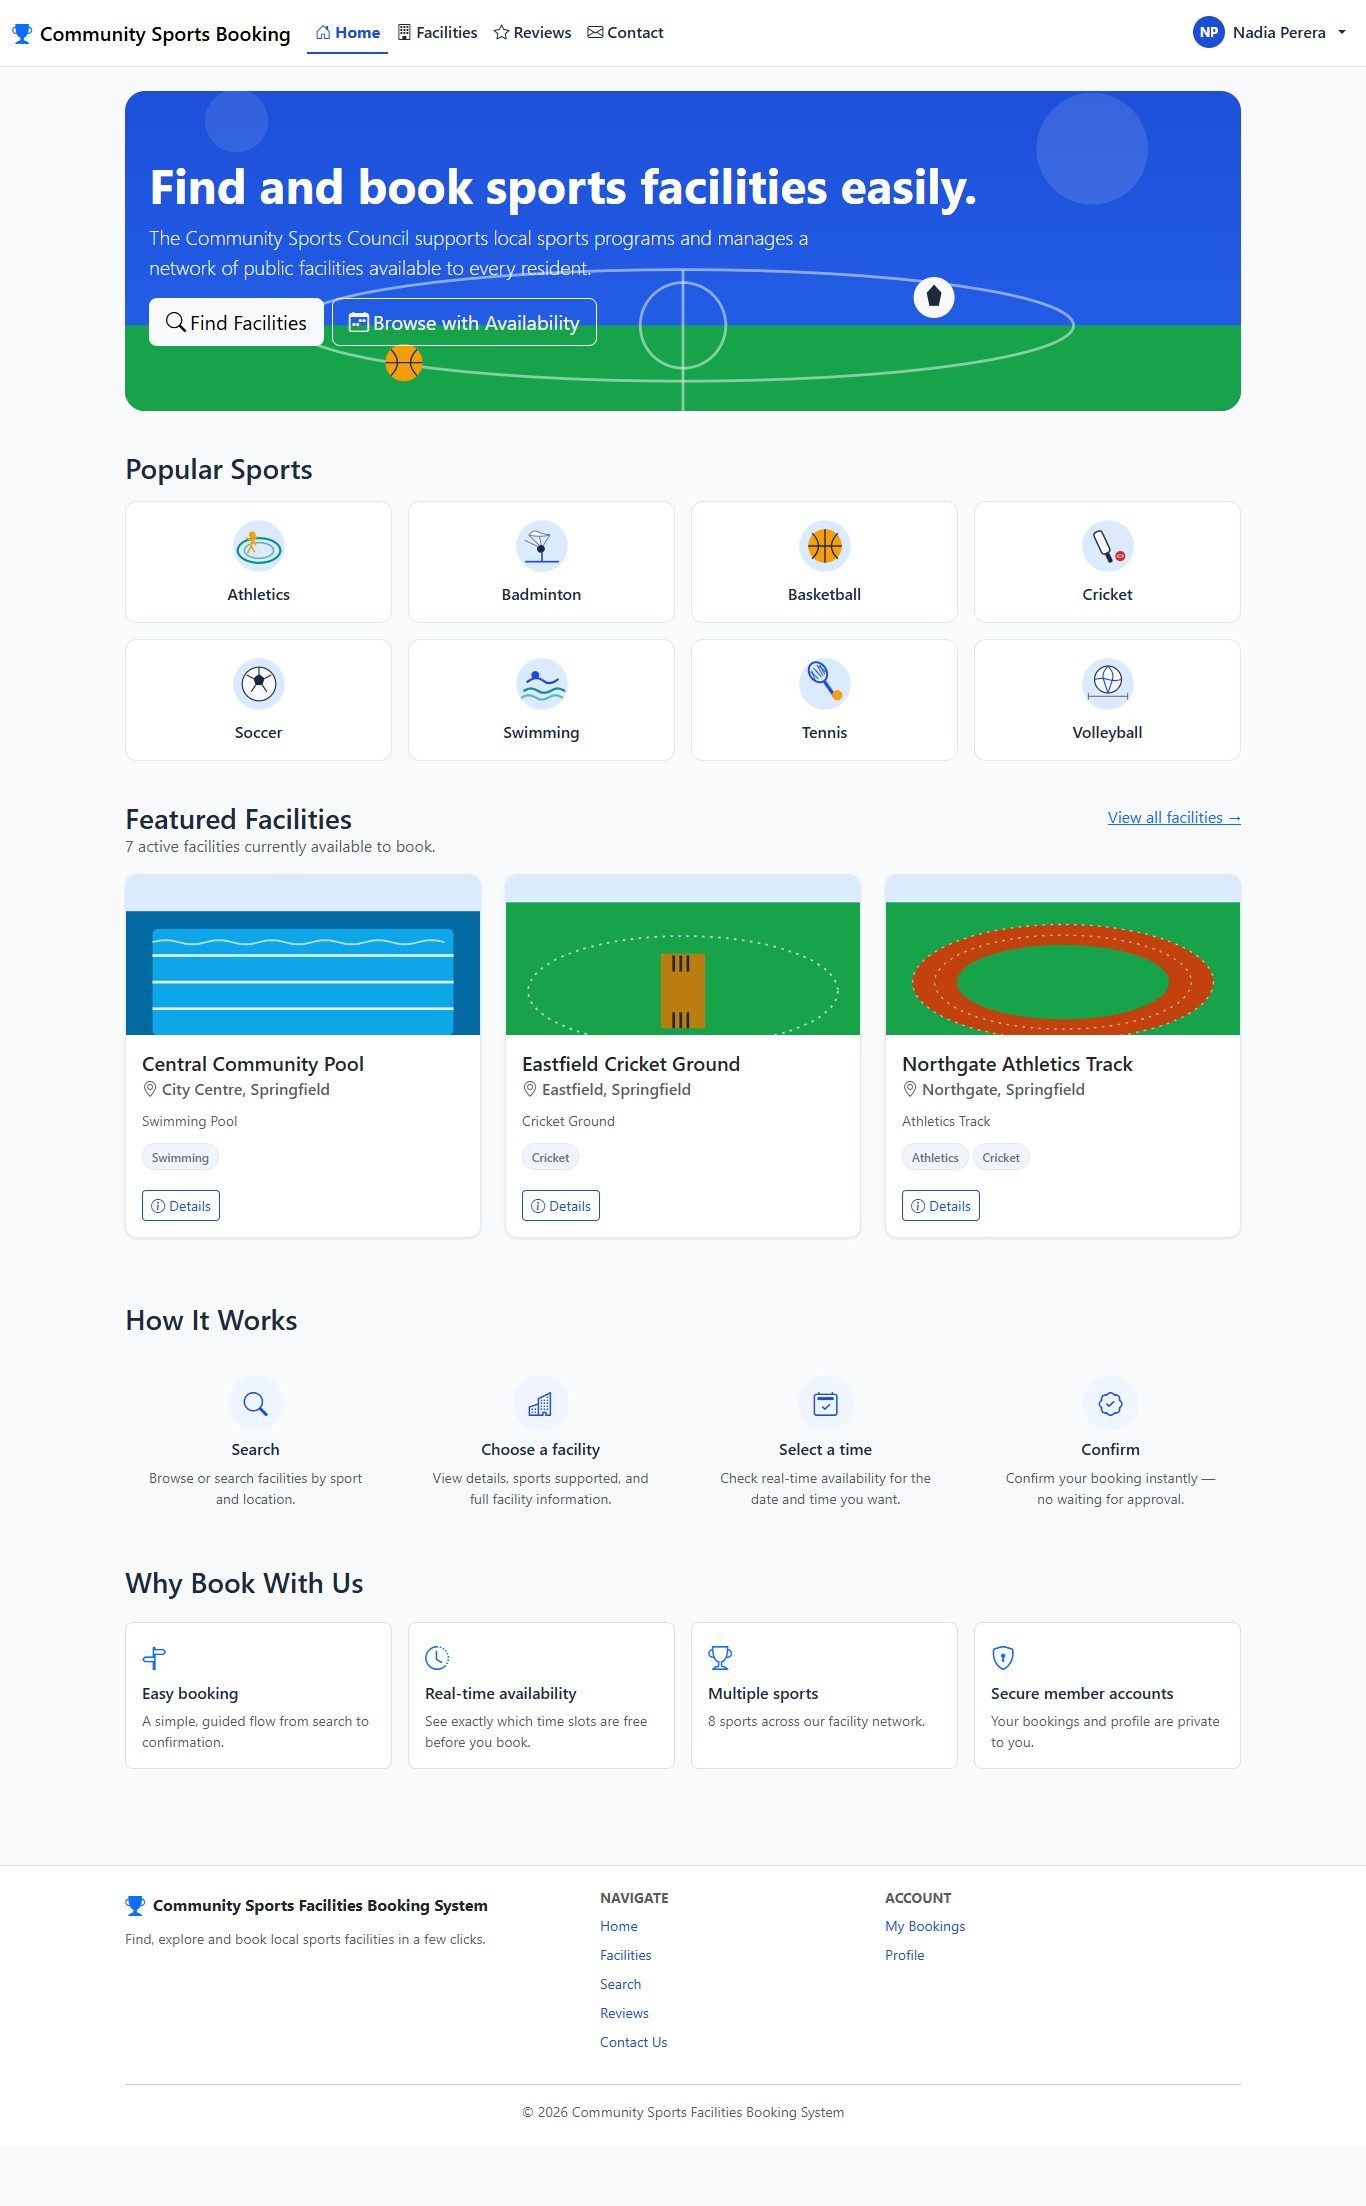 Community Sports Booking
Home
Facilities
Reviews
Contact
NP
Nadia Perera
Find and book sports facilities easily.
The Community Sports Council supports local sports programs and manages a
network of public facilities available to every resident.
Find Facilities
Browse with Availability
Popular Sports
Athletics
Badminton
Basketball
Cricket
Soccer
Swimming
Tennis
Volleyball
Featured Facilities
View all facilities →
7 active facilities currently available to book.
Central Community Pool
City Centre, Springfield
Swimming Pool
Swimming
Details
Eastfield Cricket Ground
Eastfield, Springfield
Cricket Ground
Cricket
Details
Northgate Athletics Track
Northgate, Springfield
Athletics Track
Athletics
Cricket
Details
How It Works
Search
Browse or search facilities by sport
and location.
Choose a facility
View details, sports supported, and
full facility information.
Select a time
Check real-time availability for the
date and time you want.
Confirm
Confirm your booking instantly —
no waiting for approval.
Why Book With Us
Easy booking
A simple, guided flow from search to
confirmation.
Real-time availability
See exactly which time slots are free
before you book.
Multiple sports
8 sports across our facility network.
Secure member accounts
Your bookings and profile are private
to you.
Community Sports Facilities Booking System
Find, explore and book local sports facilities in a few clicks.
NAVIGATE
Home
Facilities
Search
Reviews
Contact Us
ACCOUNT
My Bookings
Profile
© 2026 Community Sports Facilities Booking System